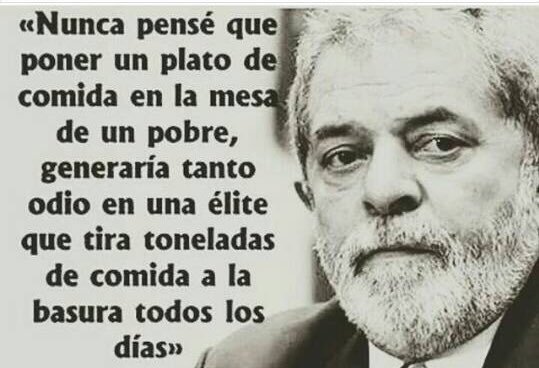 «Nunca pensé que
poner un plato de
comida en la mesa
de un pobre,
generaría tanto
odio en una élite
que tira toneladas
de comida a la
basura todos los
días»